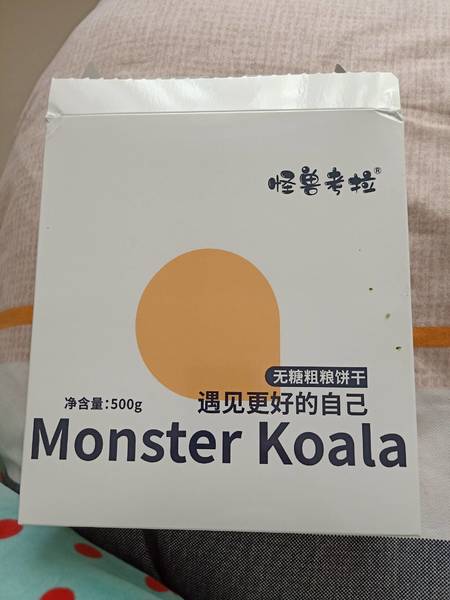 怪兽考拉®
无糖粗粮饼干
净含量：500g
遇见更好的自己
Monster Koala